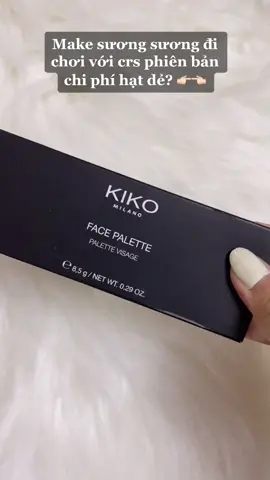 Make sương sương đi
chơi với crs phiên bản
chi phí hạt dẻ? 👉🏻👈🏻
KIKO
MILANO
FACE PALETTE
PALETTE VISAGE
℮ 8,5 g / NET WT. 0.29 OZ.